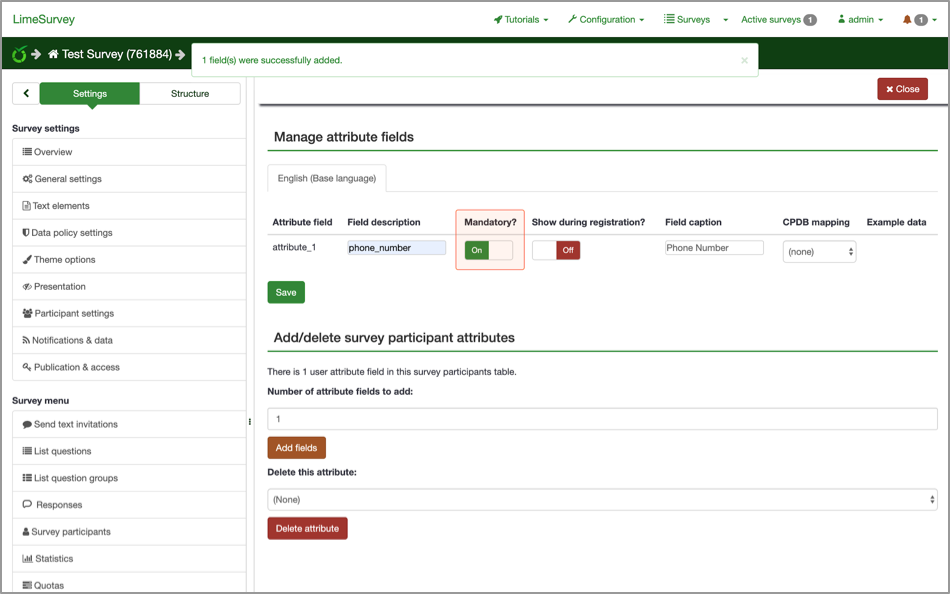 LimeSurvey
Tutorials
Configuration
Surveys
Active surveys 1
admin
1
Test Survey (761884)
1 field(s) were successfully added.
×
Settings
Structure
Close
Survey settings
Overview
General settings
Text elements
Data policy settings
Theme options
Presentation
Participant settings
Notifications & data
Publication & access
Survey menu
Send text invitations
List questions
List question groups
Responses
Survey participants
Statistics
Quotas
Manage attribute fields
English (Base language)
Attribute field Field description Mandatory? Show during registration? Field caption CPDB mapping Example data
attribute_1 phone_number On Off Phone Number (none)
Save
Add/delete survey participant attributes
There is 1 user attribute field in this survey participants table.
Number of attribute fields to add:
1
Add fields
Delete this attribute:
(None)
Delete attribute